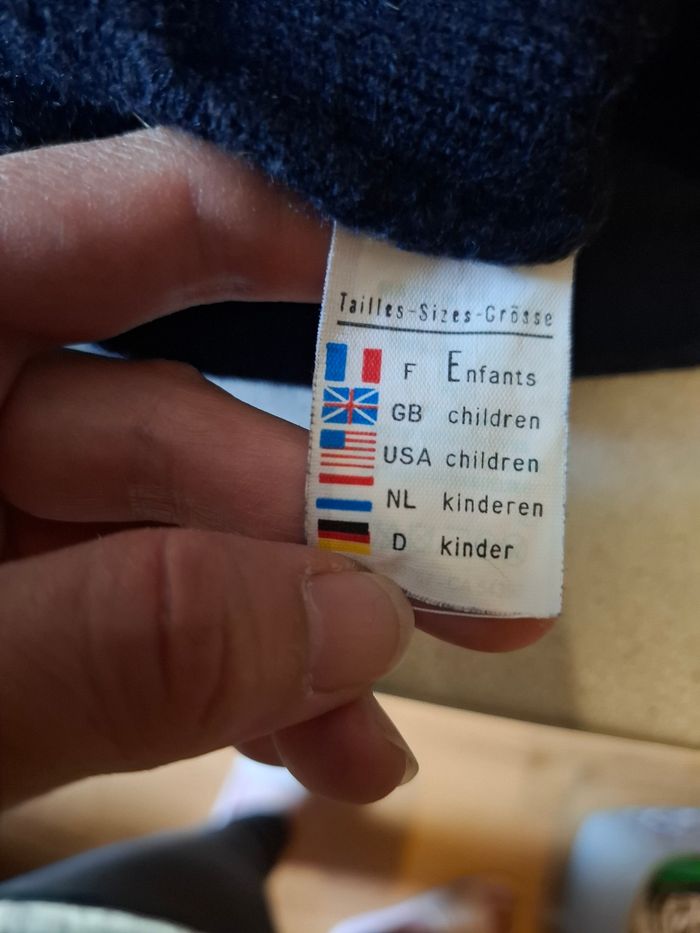 Tailles-Sizes-Grösse
F Enfants
GB children
USA children
NL kinderen
D kinder